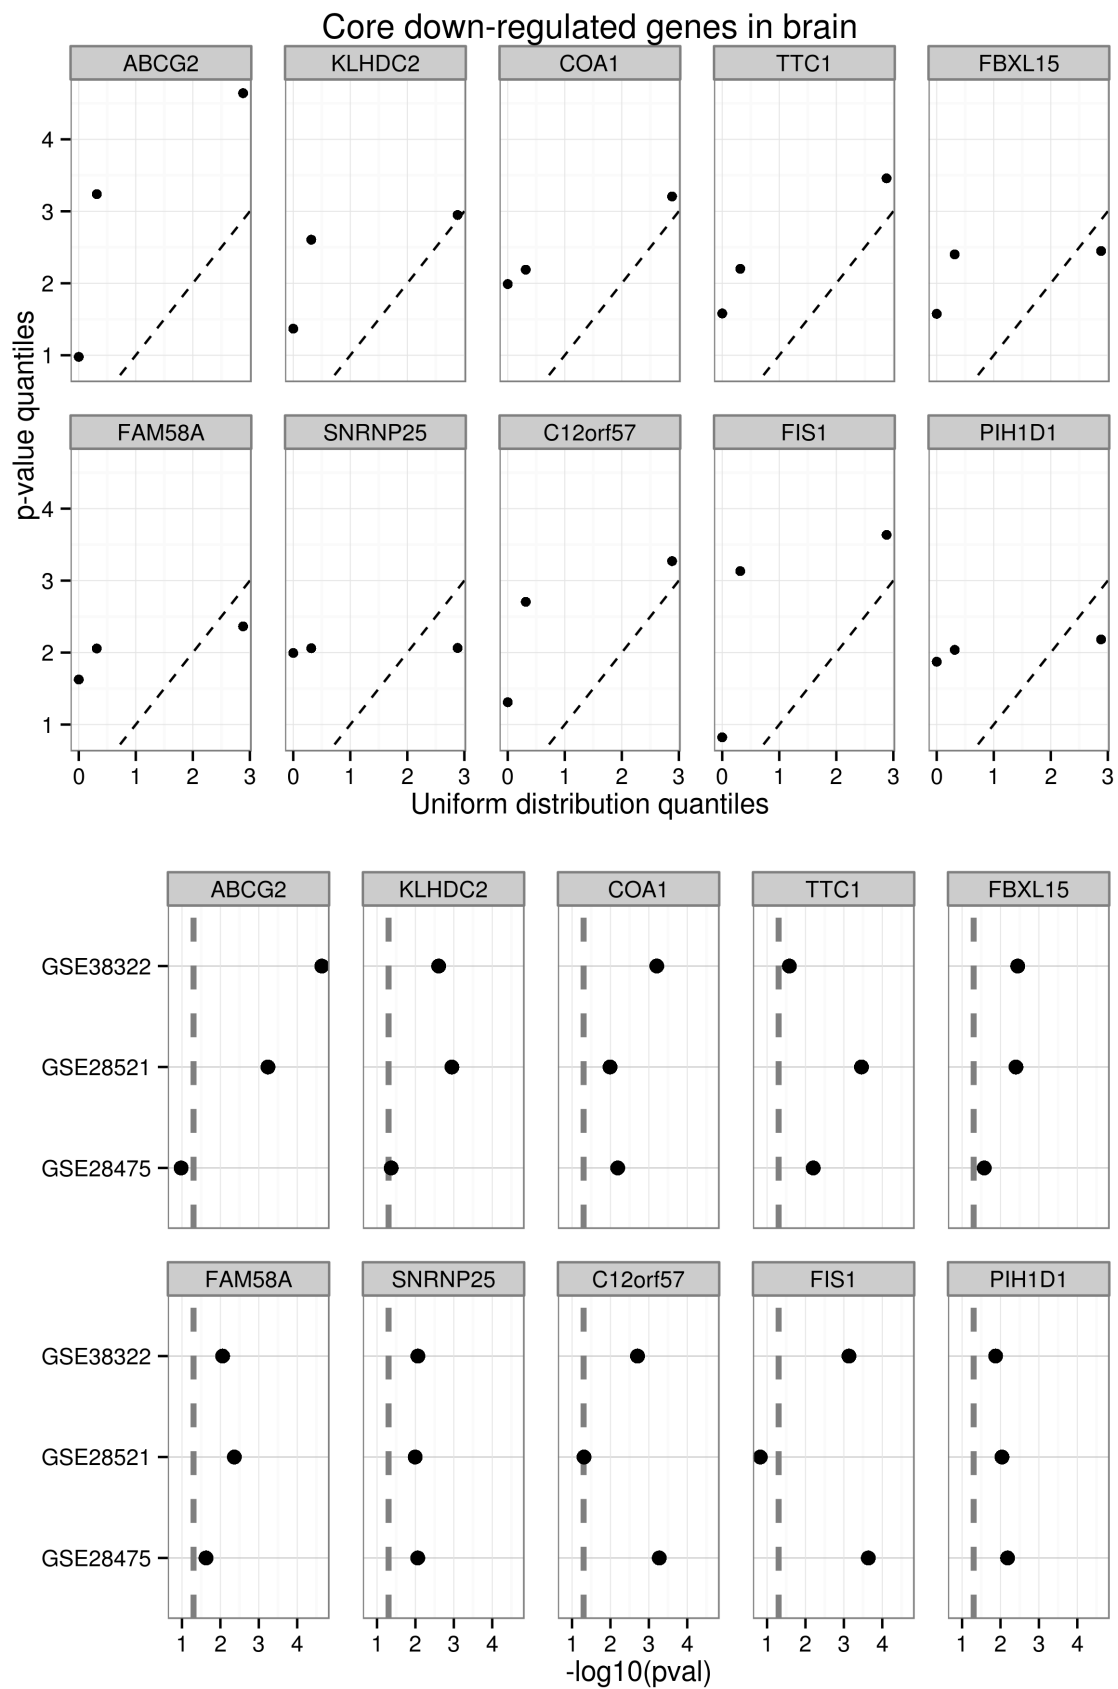 Core down-regulated genes in brain
ABCG2 KLHDC2 COA1 TTC1 FBXL15
4
3
2
1
p-value quantiles
FAM58A SNRNP25 C12orf57 FIS1 PIH1D1
4
3
2
1
0 1 2 3 0 1 2 3 0 1 2 3 0 1 2 3 0 1 2 3
Uniform distribution quantiles
ABCG2 KLHDC2 COA1 TTC1 FBXL15
GSE38322
GSE28521
GSE28475
FAM58A SNRNP25 C12orf57 FIS1 PIH1D1
GSE38322
GSE28521
GSE28475
1 2 3 4 1 2 3 4 1 2 3 4 1 2 3 4 1 2 3 4
-log10(pval)